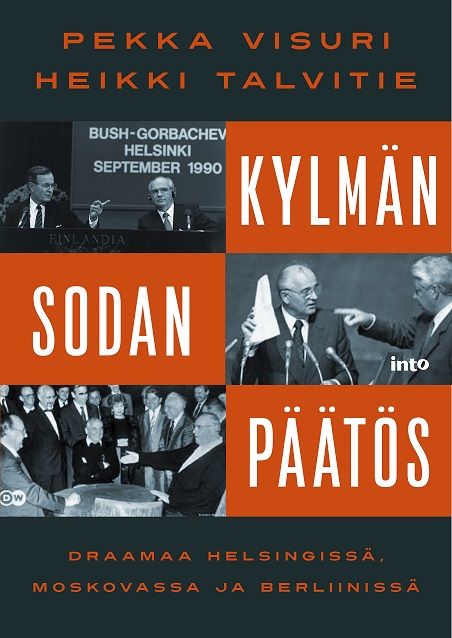 PEKKA VISURI
HEIKKI TALVITIE
BUSH-GORBACHEV
HELSINKI
SEPTEMBER 1990
FINLANDIA
KYLMÄN
SODAN
into
PÄÄTÖS
DW
DRAAMAA HELSINGISSÄ,
MOSKOVASSA JA BERLIINISSÄ